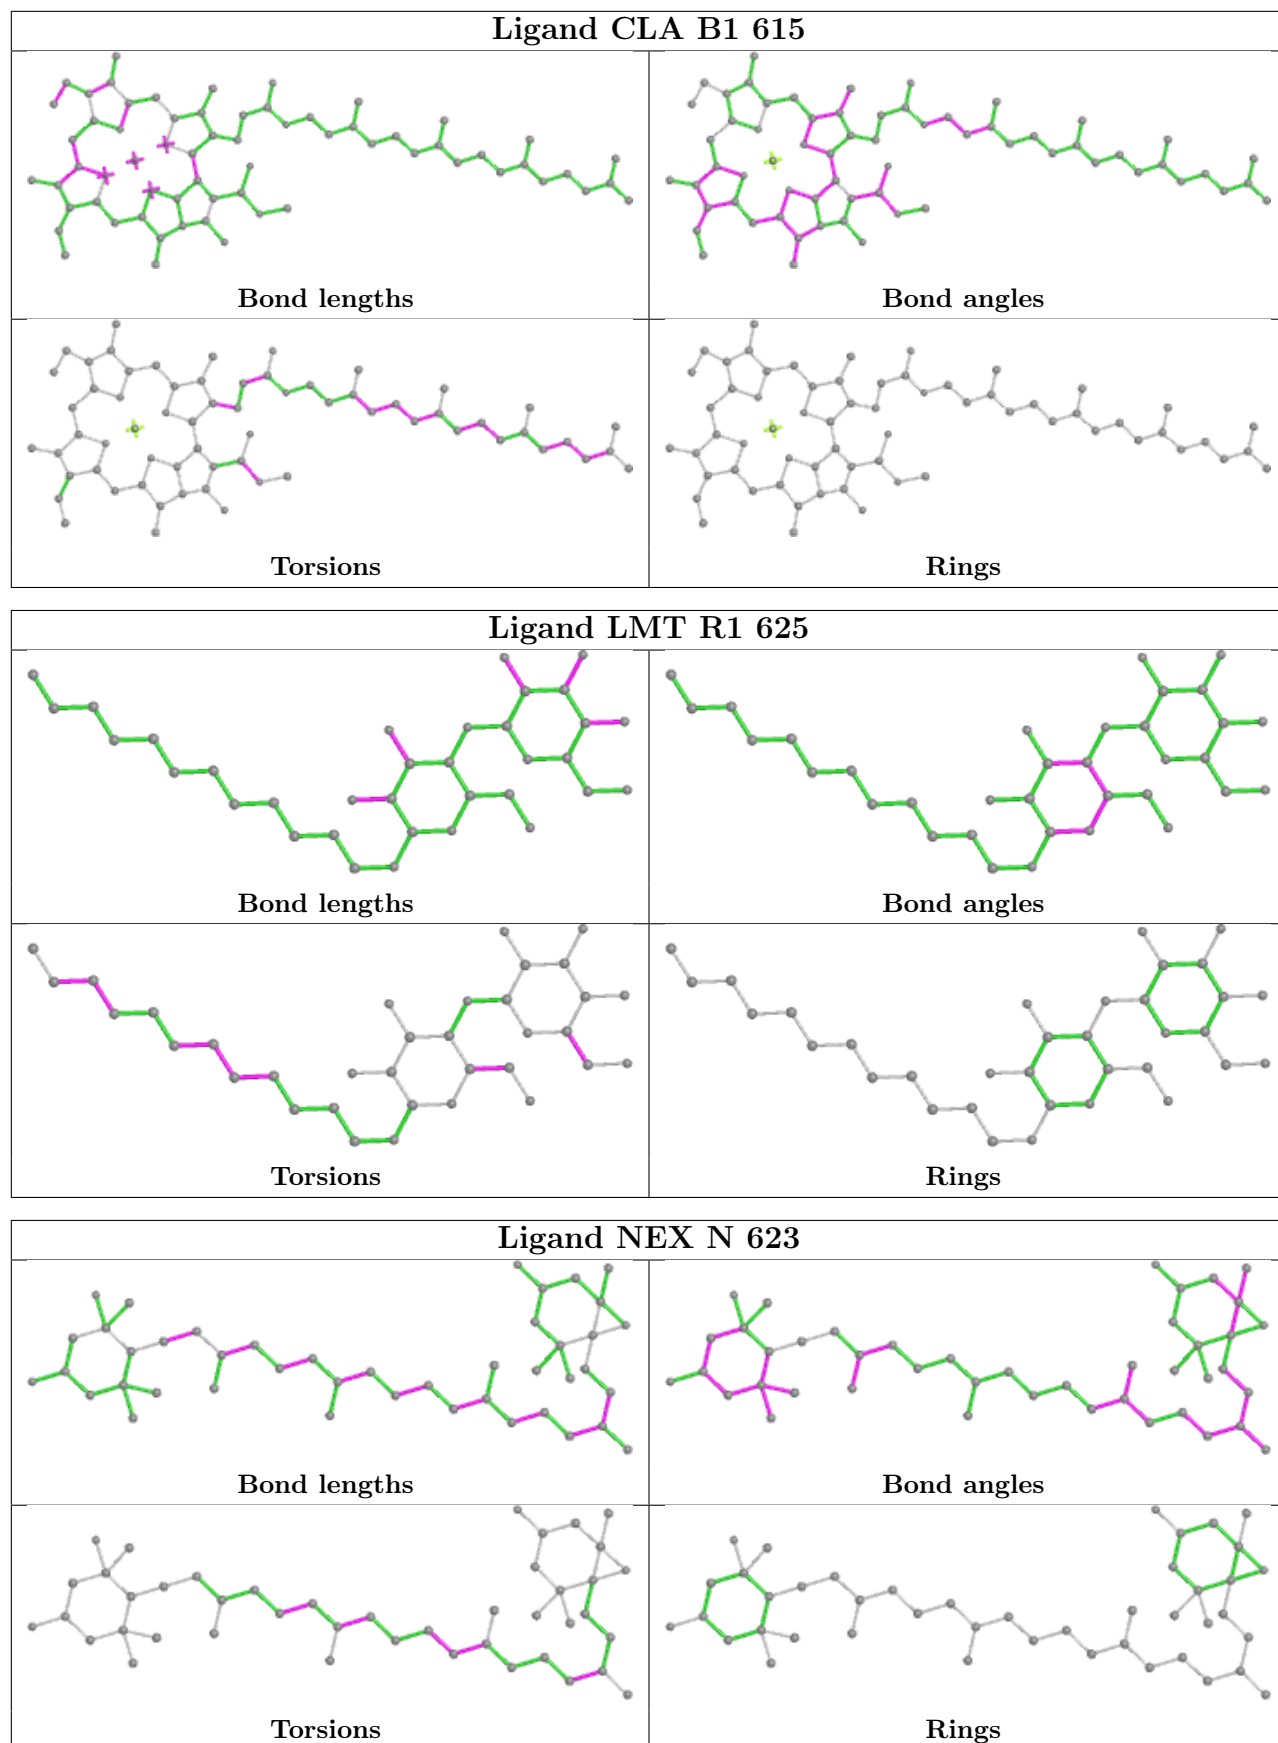 Ligand CLA B1 615
Bond lengths
Bond angles
Torsions
Rings
Ligand LMT R1 625
Bond lengths
Bond angles
Torsions
Rings
Ligand NEX N 623
Bond lengths
Bond angles
Torsions
Rings